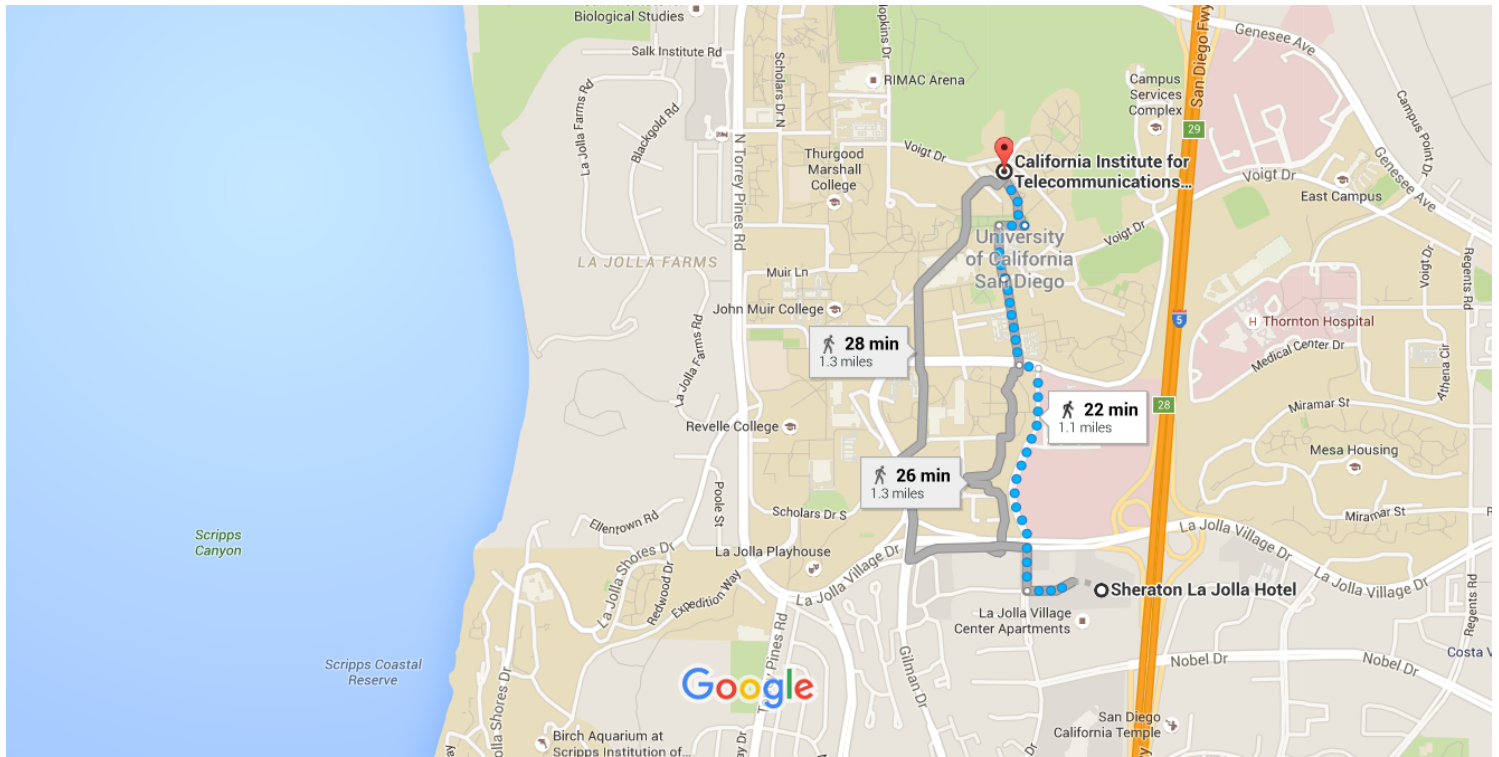 Biological Studies
Salk Institute Rd
Hopkins Dr
Scholars Dr N
RIMAC Arena
Genesee Ave
San Diego Fwy
Campus
Services
Complex
29
Campus Point Dr
La Jolla Farms Rd
Blackgold Rd
N Torrey Pines Rd
Thurgood
Marshall
College
Voigt Dr
California Institute for
Telecommunications...
Voigt Dr
Genesee Ave
East Campus
University
of California
San Diego
Voigt Dr
Voigt Dr
Regents Rd
LA JOLLA FARMS
Muir Ln
John Muir College
5
H Thornton Hospital
Medical Center Dr
Athena Cir
La Jolla Farms Rd
28 min
1.3 miles
22 min
1.1 miles
28
Miramar St
Revelle College
Mesa Housing
26 min
1.3 miles
Poole St
Scholars Dr S
Miramar St
Ellentown Rd
La Jolla Village Dr
Scripps
Canyon
La Jolla Shores Dr
La Jolla Playhouse
Redwood Dr
Expedition Way
La Jolla Village Dr
Sheraton La Jolla Hotel
La Jolla Village Dr
Regents Rd
La Jolla Village
Center Apartments
Scripps Coastal
Reserve
Gilman Dr
Nobel Dr
Nobel Dr
Costa V
Google
Pines Rd
Jolla Shores Dr
San Diego
California Temple
Birch Aquarium at
Scripps Institution of...